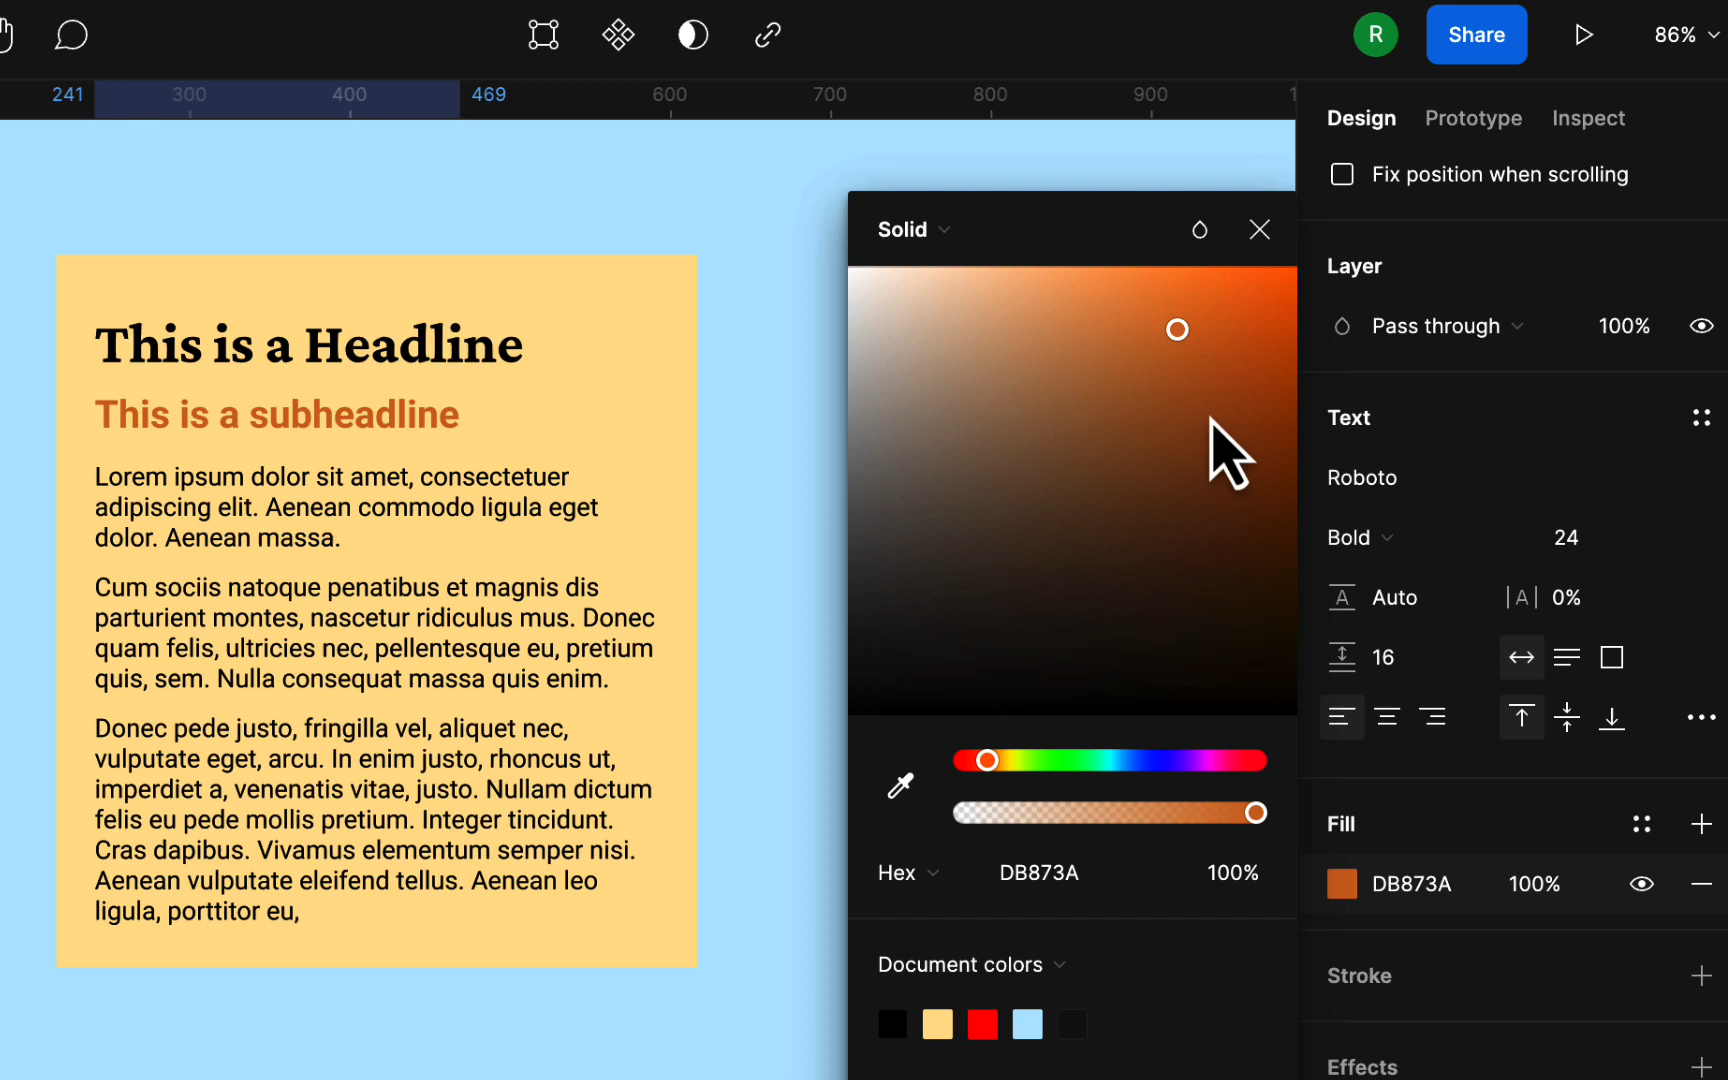 R
Share
86%
241
300
400
469
600
700
800
900
Design Prototype Inspect
Fix position when scrolling
Solid
Layer
Pass through 100%
This is a Headline
This is a subheadline
Lorem ipsum dolor sit amet, consectetuer
adipiscing elit. Aenean commodo ligula eget
dolor. Aenean massa.
Cum sociis natoque penatibus et magnis dis
parturient montes, nascetur ridiculus mus. Donec
quam felis, ultricies nec, pellentesque eu, pretium
quis, sem. Nulla consequat massa quis enim.
Donec pede justo, fringilla vel, aliquet nec,
vulputate eget, arcu. In enim justo, rhoncus ut,
imperdiet a, venenatis vitae, justo. Nullam dictum
felis eu pede mollis pretium. Integer tincidunt.
Cras dapibus. Vivamus elementum semper nisi.
Aenean vulputate eleifend tellus. Aenean leo
ligula, porttitor eu,
Text
Roboto
Bold 24
A Auto
|A| 0%
16
Hex DB873A 100%
Document colors
Fill
DB873A 100%
Stroke
Effects